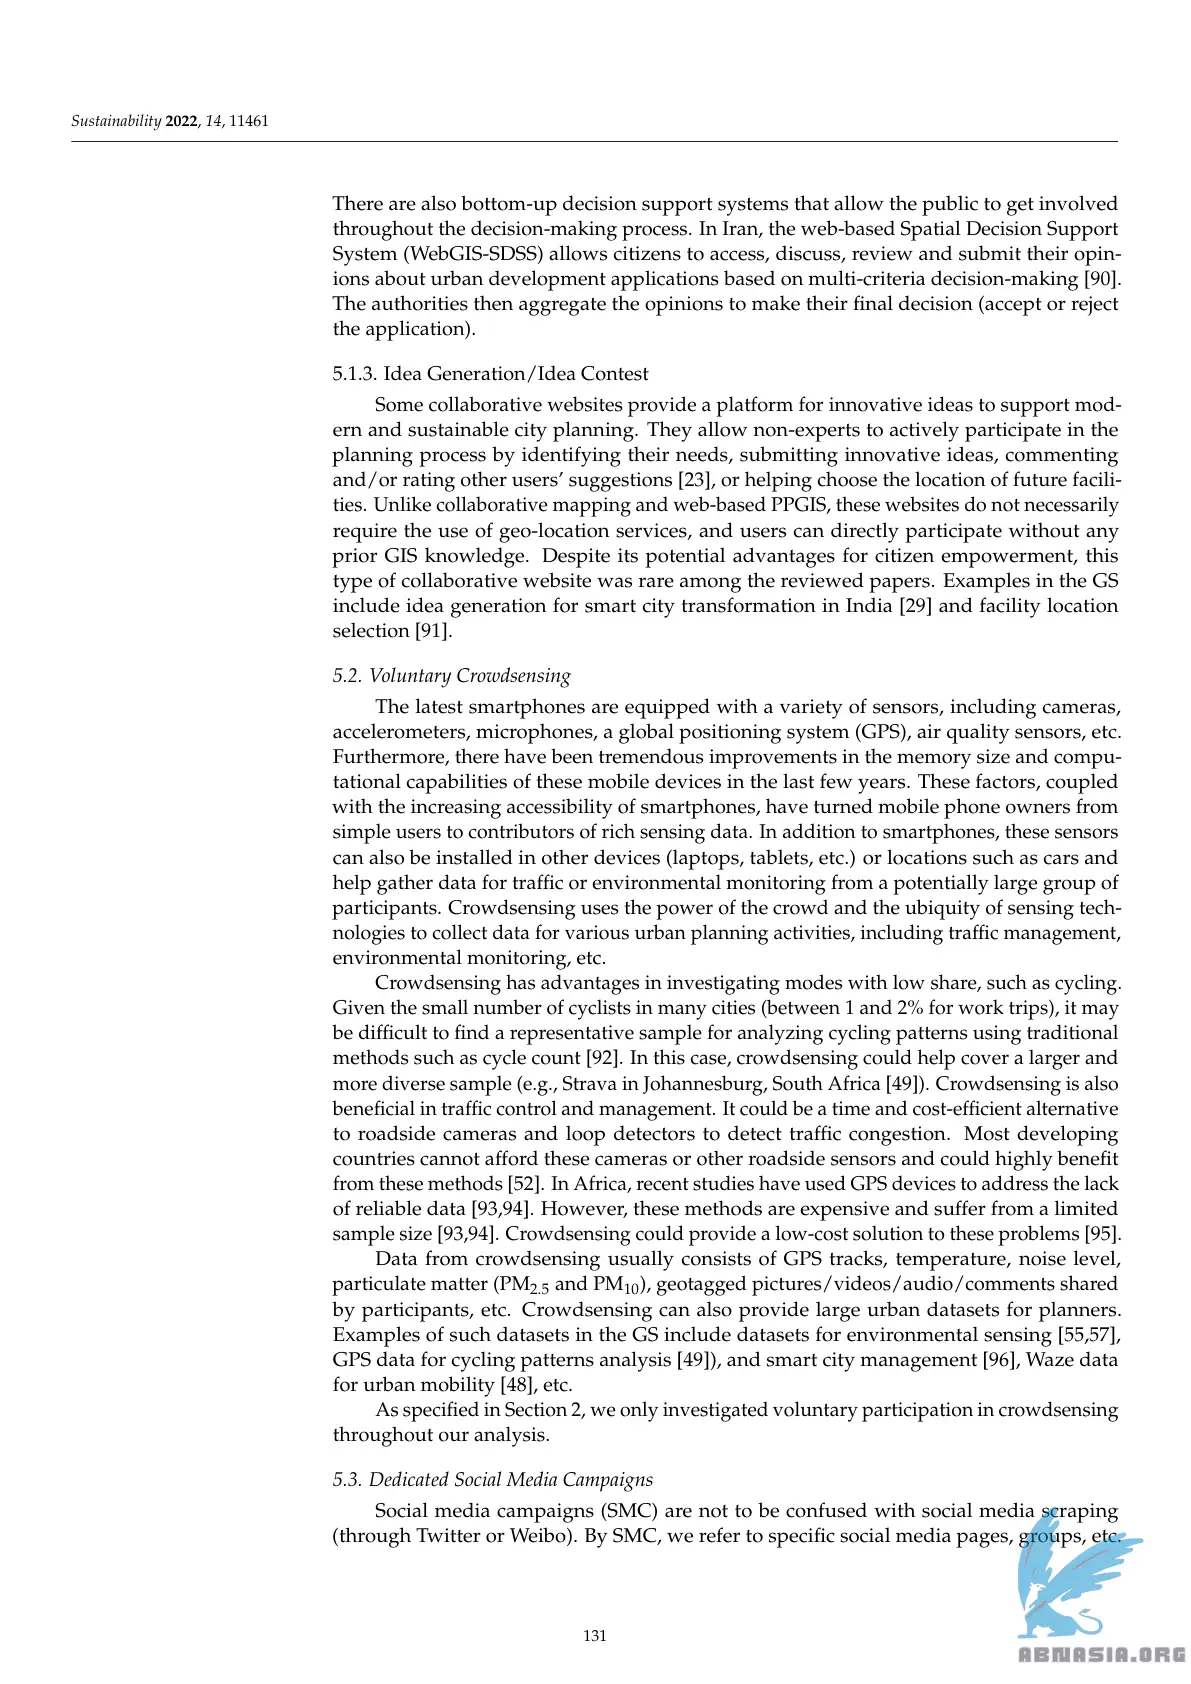 Sustainability 2022, 14, 11461
There are also bottom-up decision support systems that allow the public to get involved
throughout the decision-making process. In Iran, the web-based Spatial Decision Support
System (WebGIS-SDSS) allows citizens to access, discuss, review and submit their opin-
ions about urban development applications based on multi-criteria decision-making [90].
The authorities then aggregate the opinions to make their final decision (accept or reject
the application).
5.1.3. Idea Generation/Idea Contest
Some collaborative websites provide a platform for innovative ideas to support mod-
ern and sustainable city planning. They allow non-experts to actively participate in the
planning process by identifying their needs, submitting innovative ideas, commenting
and/or rating other users’ suggestions [23], or helping choose the location of future facili-
ties. Unlike collaborative mapping and web-based PPGIS, these websites do not necessarily
require the use of geo-location services, and users can directly participate without any
prior GIS knowledge. Despite its potential advantages for citizen empowerment, this
type of collaborative website was rare among the reviewed papers. Examples in the GS
include idea generation for smart city transformation in India [29] and facility location
selection [91].
5.2. Voluntary Crowdsensing
The latest smartphones are equipped with a variety of sensors, including cameras,
accelerometers, microphones, a global positioning system (GPS), air quality sensors, etc.
Furthermore, there have been tremendous improvements in the memory size and compu-
tational capabilities of these mobile devices in the last few years. These factors, coupled
with the increasing accessibility of smartphones, have turned mobile phone owners from
simple users to contributors of rich sensing data. In addition to smartphones, these sensors
can also be installed in other devices (laptops, tablets, etc.) or locations such as cars and
help gather data for traffic or environmental monitoring from a potentially large group of
participants. Crowdsensing uses the power of the crowd and the ubiquity of sensing tech-
nologies to collect data for various urban planning activities, including traffic management,
environmental monitoring, etc.
Crowdsensing has advantages in investigating modes with low share, such as cycling.
Given the small number of cyclists in many cities (between 1 and 2% for work trips), it may
be difficult to find a representative sample for analyzing cycling patterns using traditional
methods such as cycle count [92]. In this case, crowdsensing could help cover a larger and
more diverse sample (e.g., Strava in Johannesburg, South Africa [49]). Crowdsensing is also
beneficial in traffic control and management. It could be a time and cost-efficient alternative
to roadside cameras and loop detectors to detect traffic congestion. Most developing
countries cannot afford these cameras or other roadside sensors and could highly benefit
from these methods [52]. In Africa, recent studies have used GPS devices to address the lack
of reliable data [93,94]. However, these methods are expensive and suffer from a limited
sample size [93,94]. Crowdsensing could provide a low-cost solution to these problems [95].
Data from crowdsensing usually consists of GPS tracks, temperature, noise level,
particulate matter (PM2.5 and PM10), geotagged pictures/videos/audio/comments shared
by participants, etc. Crowdsensing can also provide large urban datasets for planners.
Examples of such datasets in the GS include datasets for environmental sensing [55,57],
GPS data for cycling patterns analysis [49]), and smart city management [96], Waze data
for urban mobility [48], etc.
As specified in Section 2, we only investigated voluntary participation in crowdsensing
throughout our analysis.
5.3. Dedicated Social Media Campaigns
Social media campaigns (SMC) are not to be confused with social media scraping
(through Twitter or Weibo). By SMC, we refer to specific social media pages, groups, etc.
131
ABNASIA.ORG